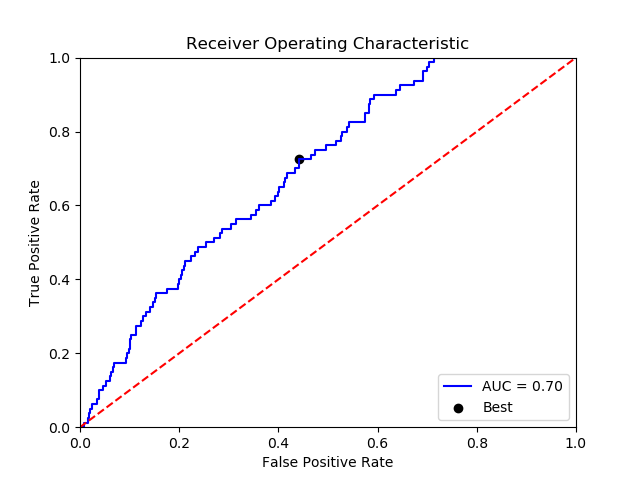 Receiver Operating Characteristic
True Positive Rate
1.0
0.8
0.6
0.4
0.2
0.0
AUC = 0.70
Best
0.0 0.2 0.4 0.6 0.8 1.0
False Positive Rate